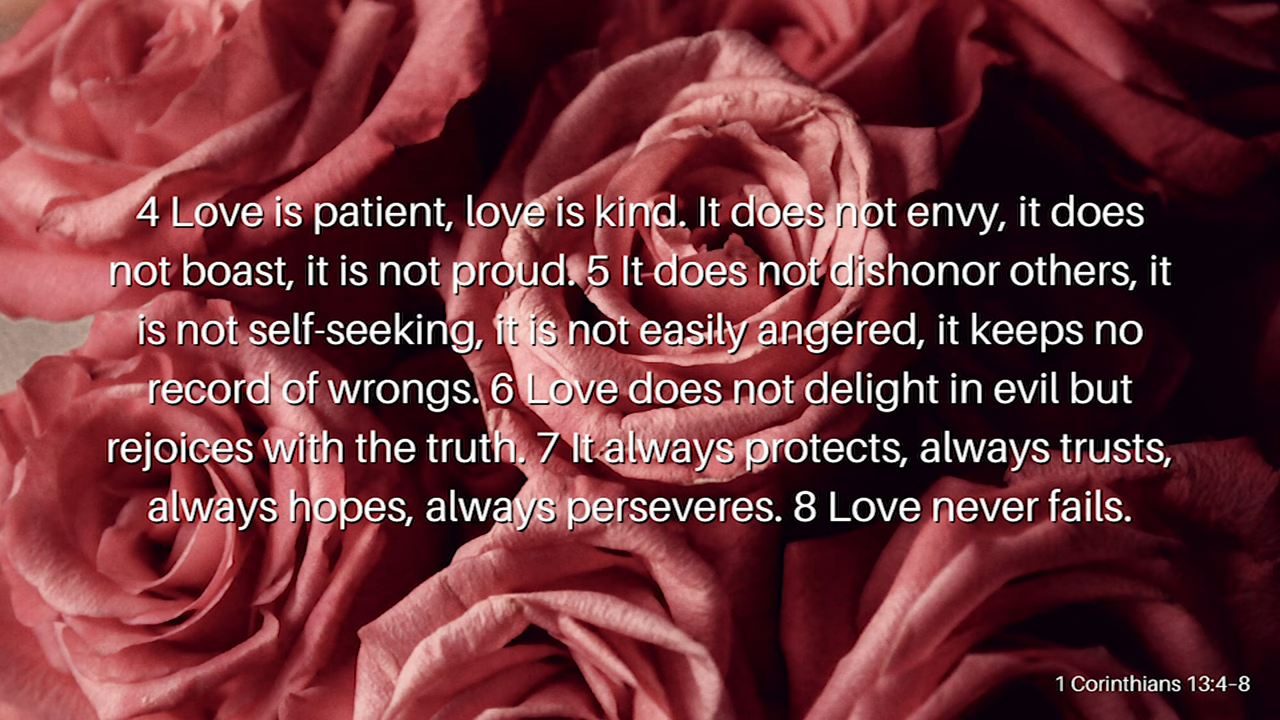 4 Love is patient, love is kind. It does not envy, it does
not boast, it is not proud. 5 It does not dishonor others, it
is not self-seeking, it is not easily angered, it keeps no
record of wrongs. 6 Love does not delight in evil but
rejoices with the truth. 7 It always protects, always trusts,
always hopes, always perseveres. 8 Love never fails.
1 Corinthians 13:4–8